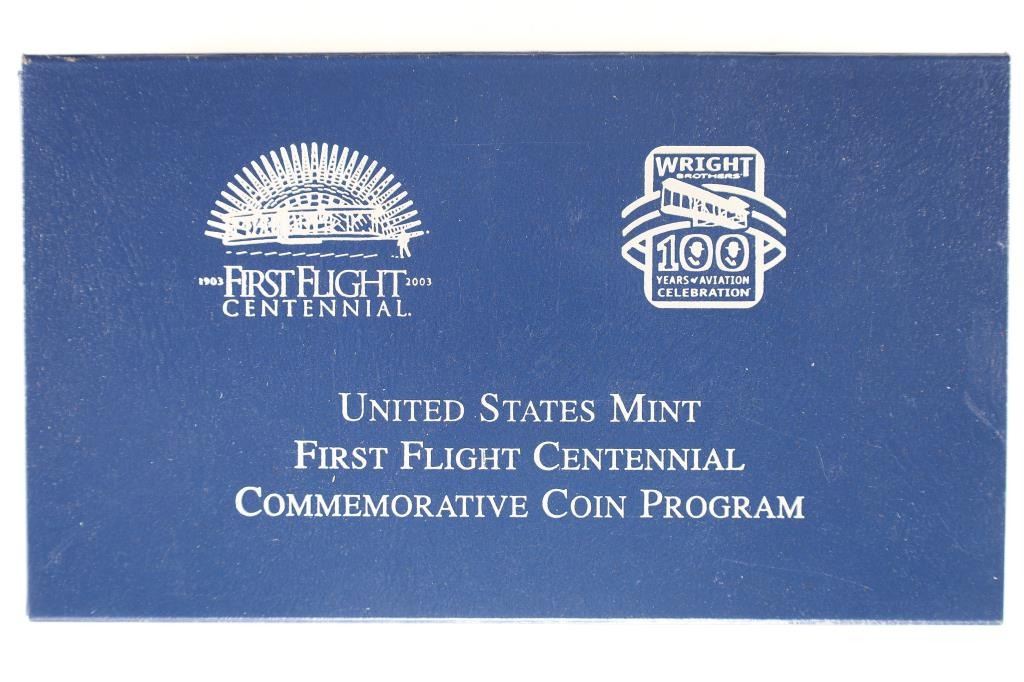 1903 FIRST FLIGHT 2003
CENTENNIAL.
WRIGHT
BROTHERS
100
YEARS of AVIATION
CELEBRATION
UNITED STATES MINT
FIRST FLIGHT CENTENNIAL
COMMEMORATIVE COIN PROGRAM